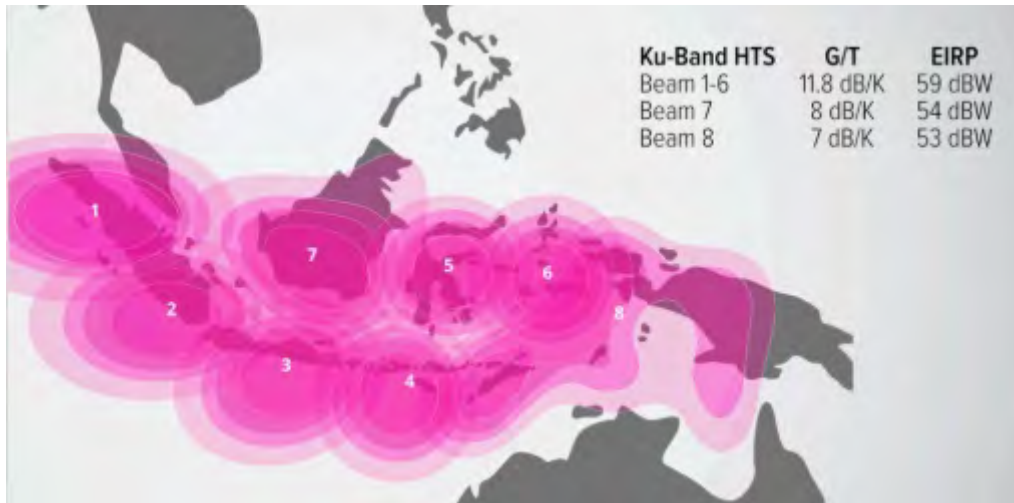 Ku-Band HTS G/T EIRP
Beam 1-6 11.8 dB/K 59 dBW
Beam 7 8 dB/K 54 dBW
Beam 8 7 dB/K 53 dBW
1
7
5
6
2
8
3
4